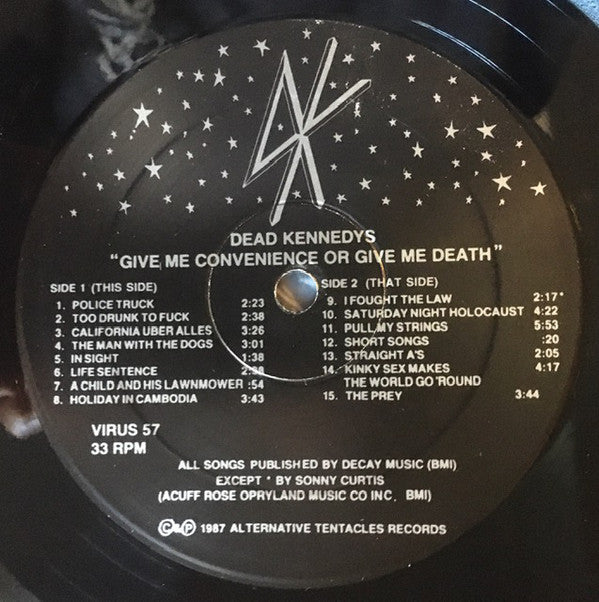 DEAD KENNEDYS
"GIVE ME CONVENIENCE OR GIVE ME DEATH"
SIDE 1 (THIS SIDE)
1. POLICE TRUCK 2:23
2. TOO DRUNK TO FUCK 2:38
3. CALIFORNIA UBER ALLES 3:26
4. THE MAN WITH THE DOGS 3:01
5. IN SIGHT 1:38
6. LIFE SENTENCE
7. A CHILD AND HIS LAWNMOWER :54
8. HOLIDAY IN CAMBODIA 3:43
SIDE 2 (THAT SIDE)
9. I FOUGHT THE LAW 2:17*
10. SATURDAY NIGHT HOLOCAUST 4:22
11. PULL MY STRINGS 5:53
12. SHORT SONGS :20
13. STRAIGHT A'S 2:05
14. KINKY SEX MAKES 4:17
THE WORLD GO 'ROUND
15. THE PREY 3:44
VIRUS 57
33 RPM
ALL SONGS PUBLISHED BY DECAY MUSIC (BMI)
EXCEPT * BY SONNY CURTIS
(ACUFF ROSE OPRYLAND MUSIC CO INC, BMI)
©&℗ 1987 ALTERNATIVE TENTACLES RECORDS